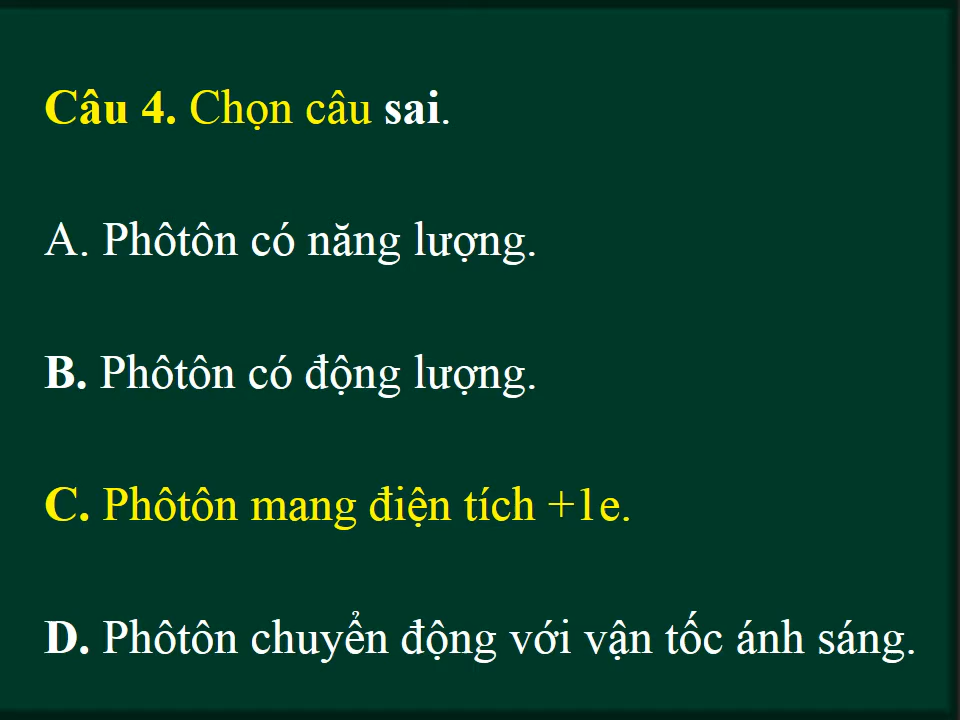 Câu 4. Chọn câu sai.
A. Phôtôn có năng lượng.
B. Phôtôn có động lượng.
C. Phôtôn mang điện tích +1e.
D. Phôtôn chuyển động với vận tốc ánh sáng.